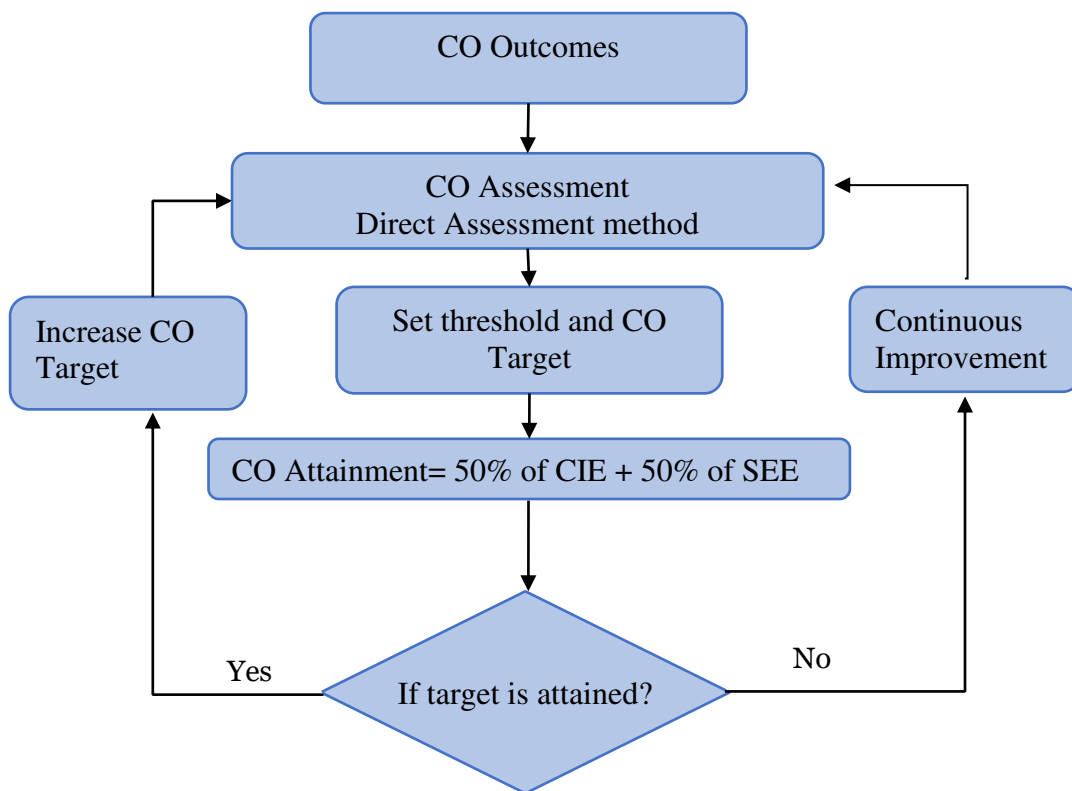 CO Outcomes
CO Assessment
Direct Assessment method
Increase CO
Target
Set threshold and CO
Target
Continuous
Improvement
CO Attainment= 50% of CIE + 50% of SEE
Yes
No
If target is attained?